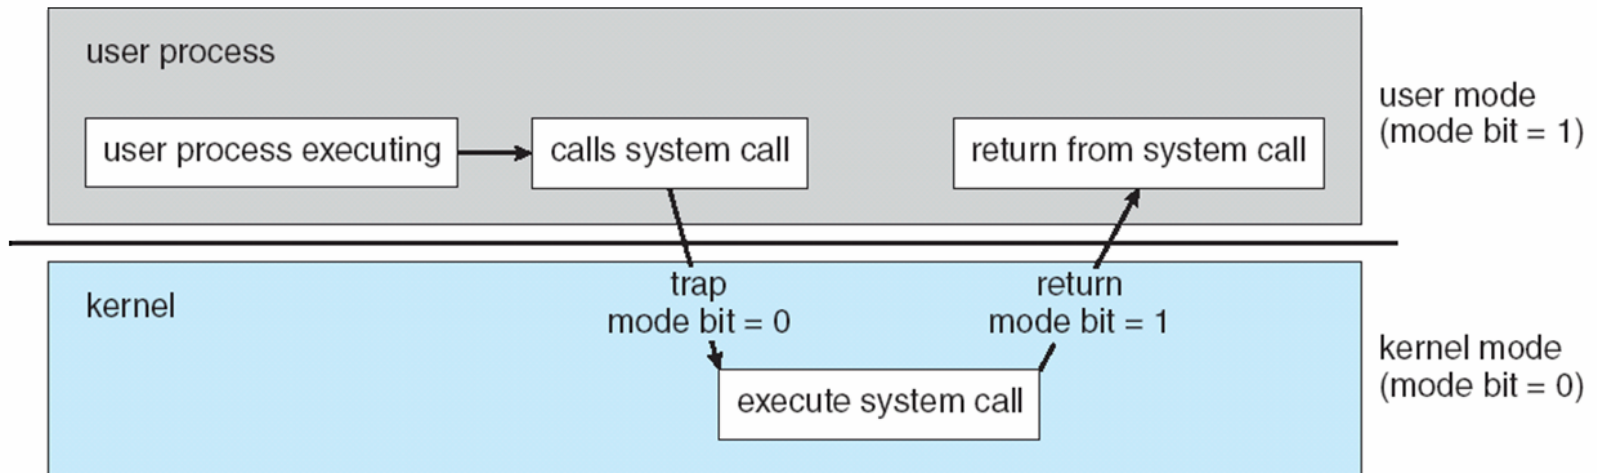 user process
user process executing
calls system call
return from system call
user mode
(mode bit = 1)
kernel
trap
mode bit = 0
return
mode bit = 1
execute system call
kernel mode
(mode bit = 0)